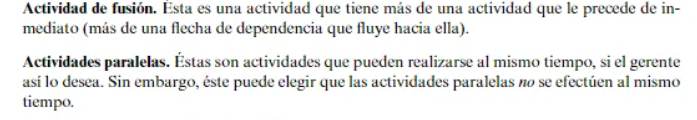 Actividad de fusión. Ésta es una actividad que tiene más de una actividad que le precede de in-
mediato (más de una flecha de dependencia que fluye hacia ella).
Actividades paralelas. Éstas son actividades que pueden realizarse al mismo tiempo, si el gerente
así lo desea. Sin embargo, éste puede elegir que las actividades paralelas no se efectúen al mismo
tiempo.